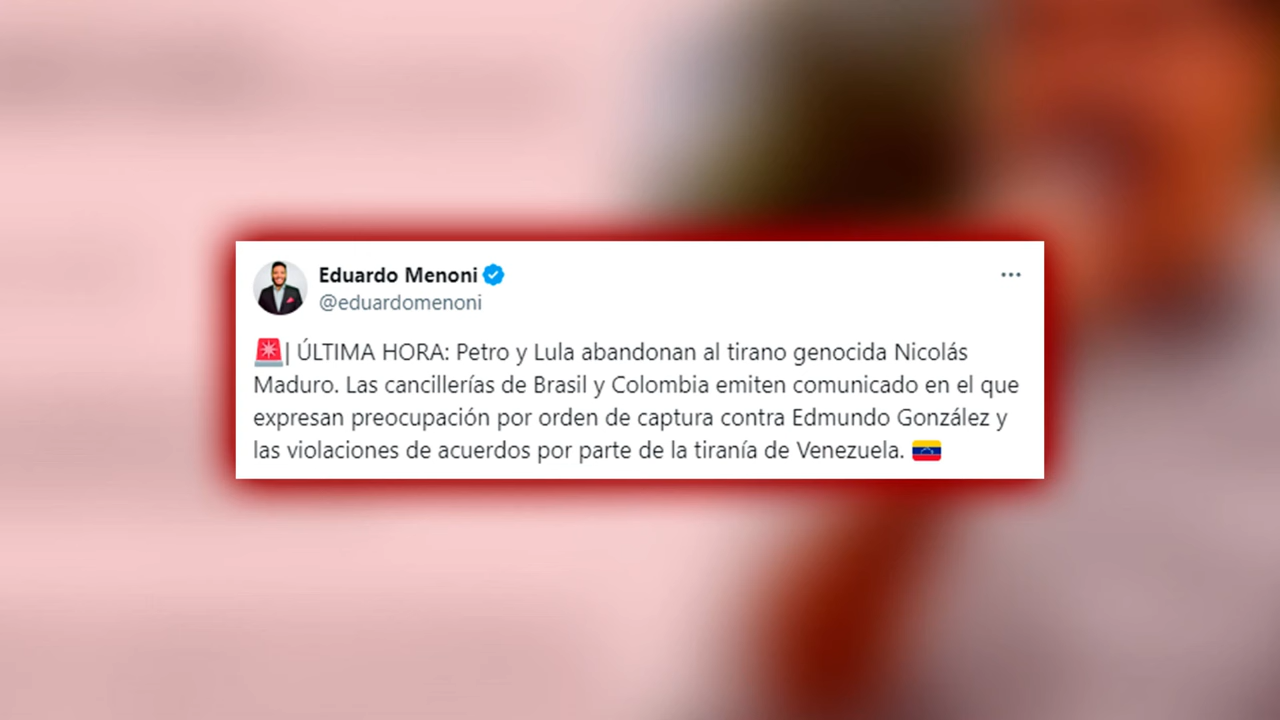 Eduardo Menoni
@eduardomenoni
🚨| ÚLTIMA HORA: Petro y Lula abandonan al tirano genocida Nicolás
Maduro. Las cancillerías de Brasil y Colombia emiten comunicado en el que
expresan preocupación por orden de captura contra Edmundo González y
las violaciones de acuerdos por parte de la tiranía de Venezuela. 🇻🇪